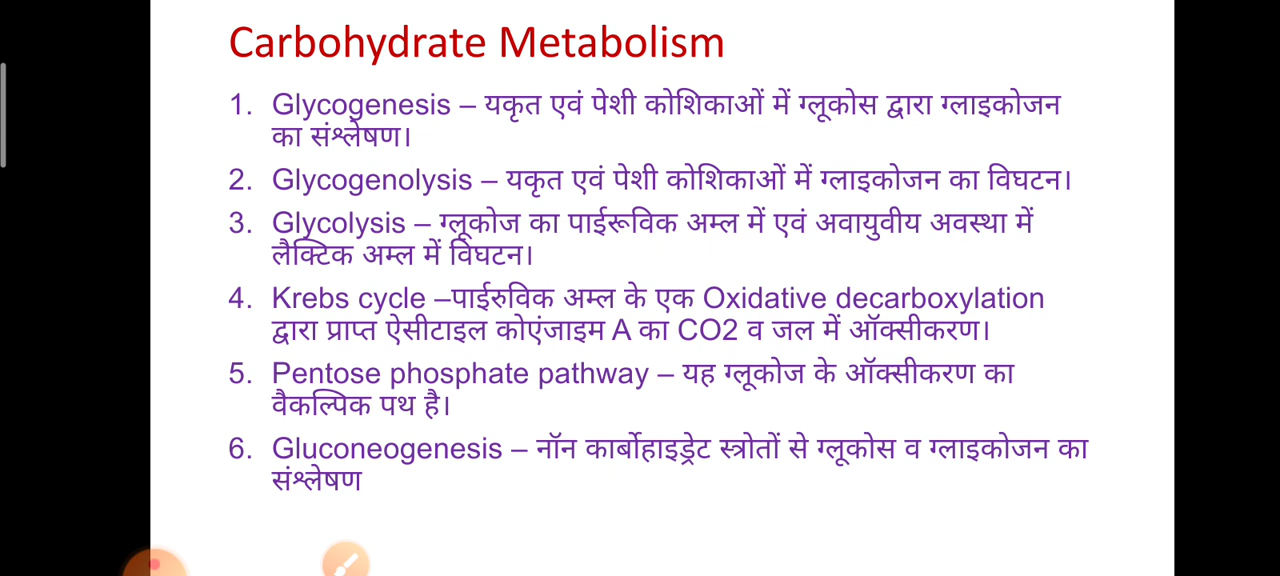 Carbohydrate Metabolism
1. Glycogenesis – यकृत एवं पेशी कोशिकाओं में ग्लूकोस द्वारा ग्लाइकोजन
का संश्लेषण।
2. Glycogenolysis – यकृत एवं पेशी कोशिकाओं में ग्लाइकोजन का विघटन।
3. Glycolysis – ग्लूकोज का पाईरूविक अम्ल में एवं अवायुवीय अवस्था में
लैक्टिक अम्ल में विघटन।
4. Krebs cycle –पाईरुविक अम्ल के एक Oxidative decarboxylation
द्वारा प्राप्त ऐसीटाइल कोएंजाइम A का CO2 व जल में ऑक्सीकरण।
5. Pentose phosphate pathway – यह ग्लूकोज के ऑक्सीकरण का
वैकल्पिक पथ है।
6. Gluconeogenesis – नॉन कार्बोहाइड्रेट स्त्रोतों से ग्लूकोस व ग्लाइकोजन का
संश्लेषण